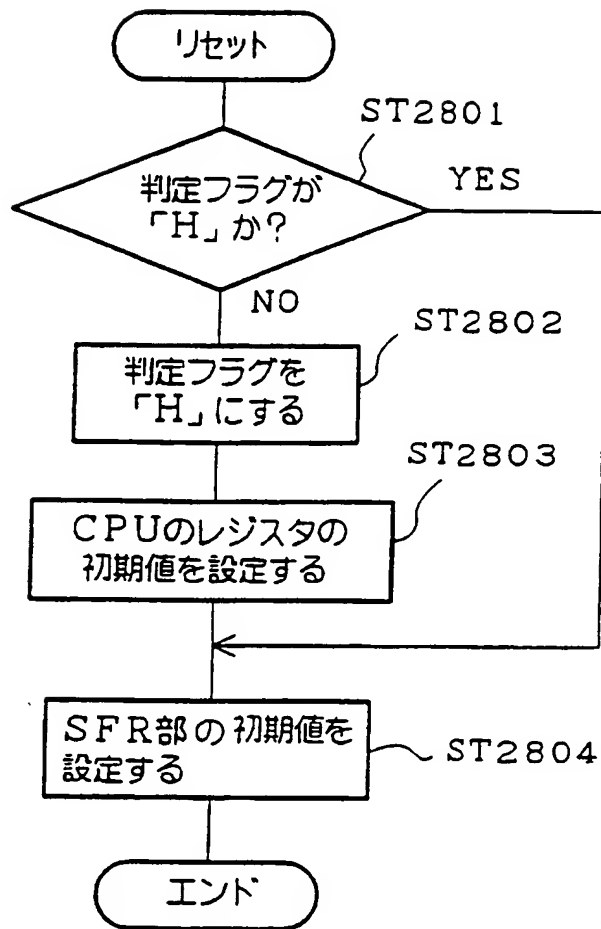 リセット
ST2801
判定フラグが
「H」か?
YES
NO
ST2802
判定フラグを
「H」にする
ST2803
CPUのレジスタの
初期値を設定する
SFR部の初期値を
設定する
ST2804
エンド